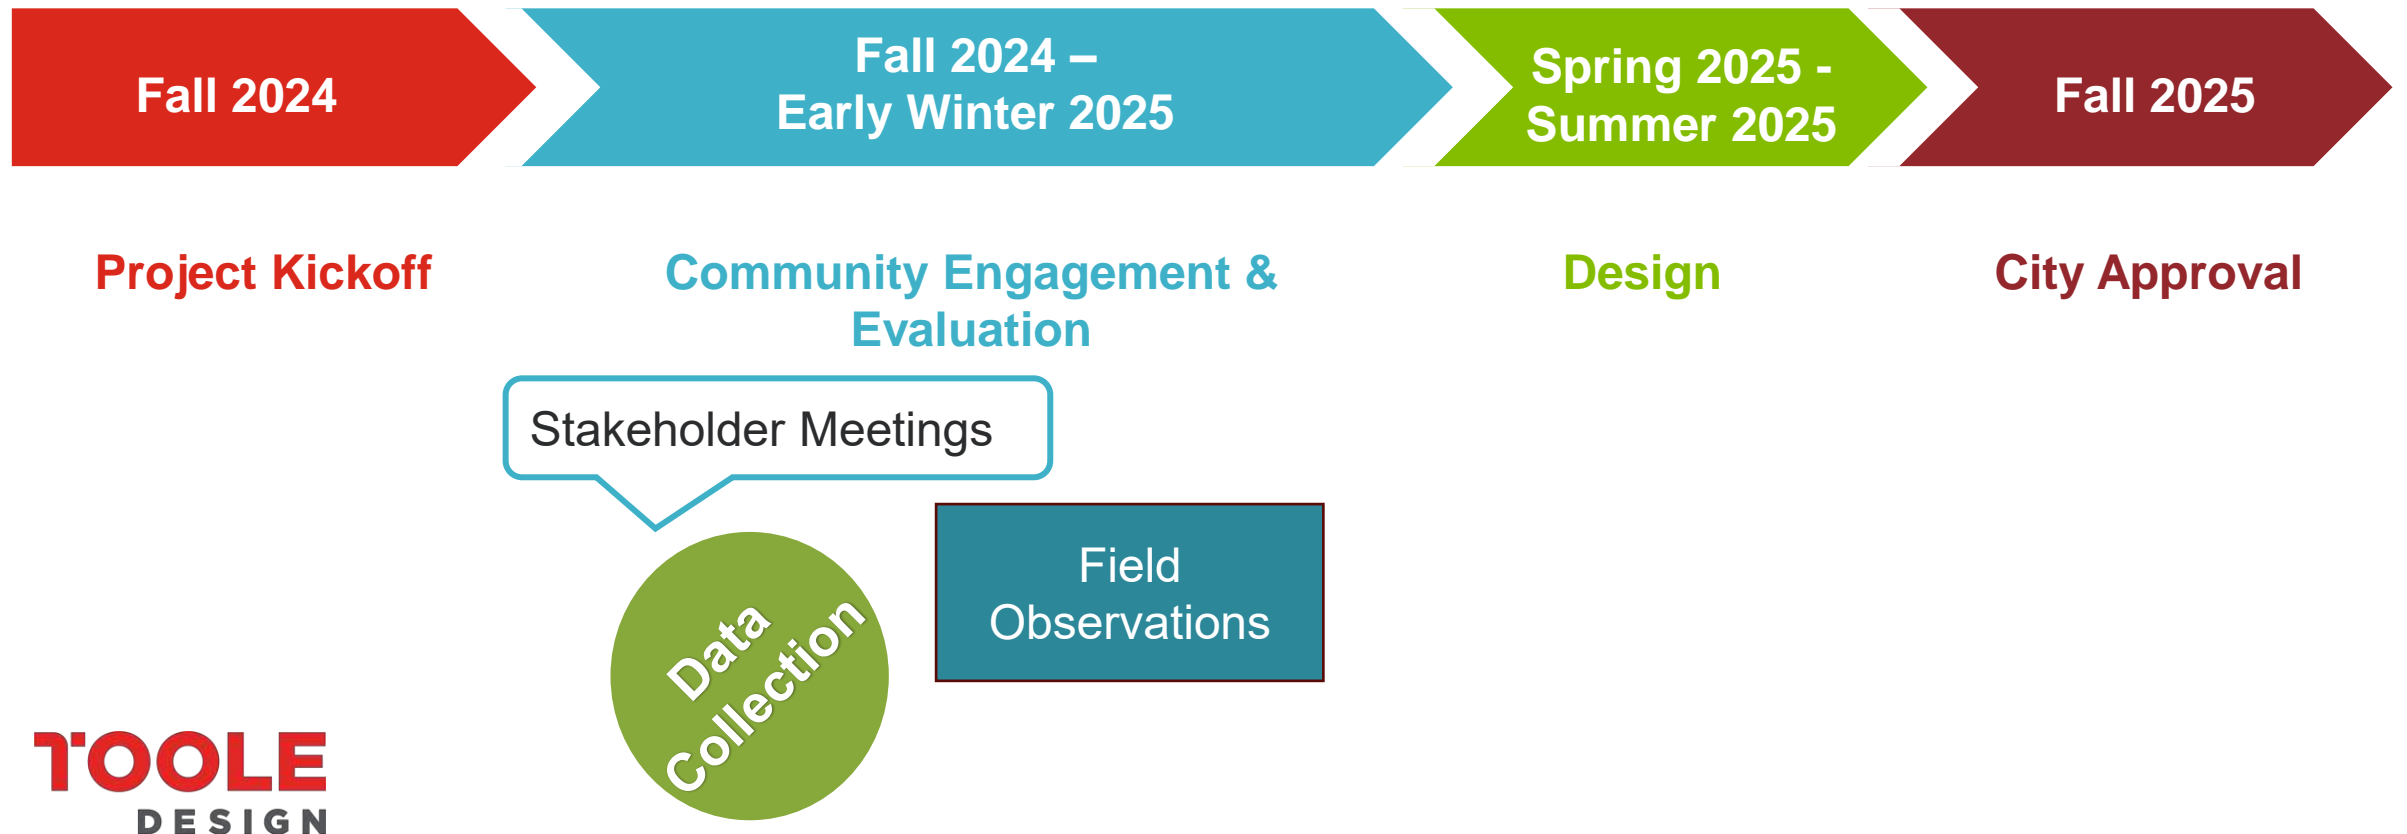 Fall 2024
Fall 2024 –
Early Winter 2025
Spring 2025 -
Summer 2025
Fall 2025
Project Kickoff
Community Engagement &
Evaluation
Design
City Approval
Stakeholder Meetings
Data
Collection
Field
Observations
TOOLE
DESIGN